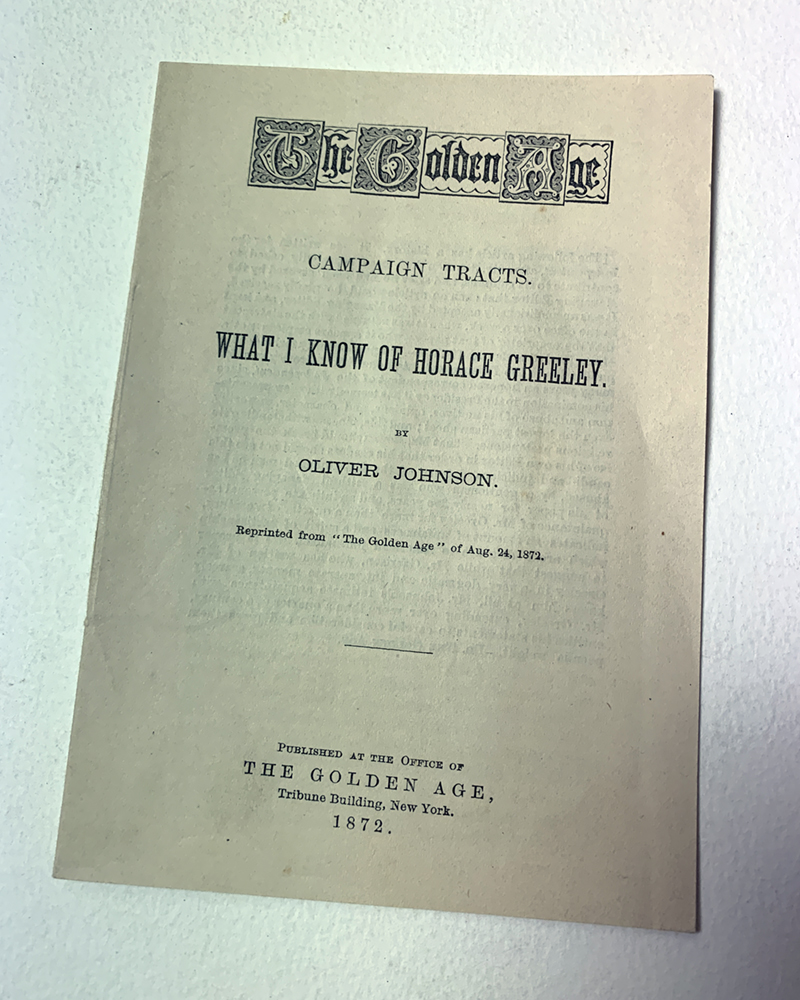 The Golden Age
CAMPAIGN TRACTS.
WHAT I KNOW OF HORACE GREELEY.
BY
OLIVER JOHNSON.
Reprinted from "The Golden Age" of Aug. 24, 1872.
PUBLISHED AT THE OFFICE OF
THE GOLDEN AGE,
Tribune Building, New York.
1872.